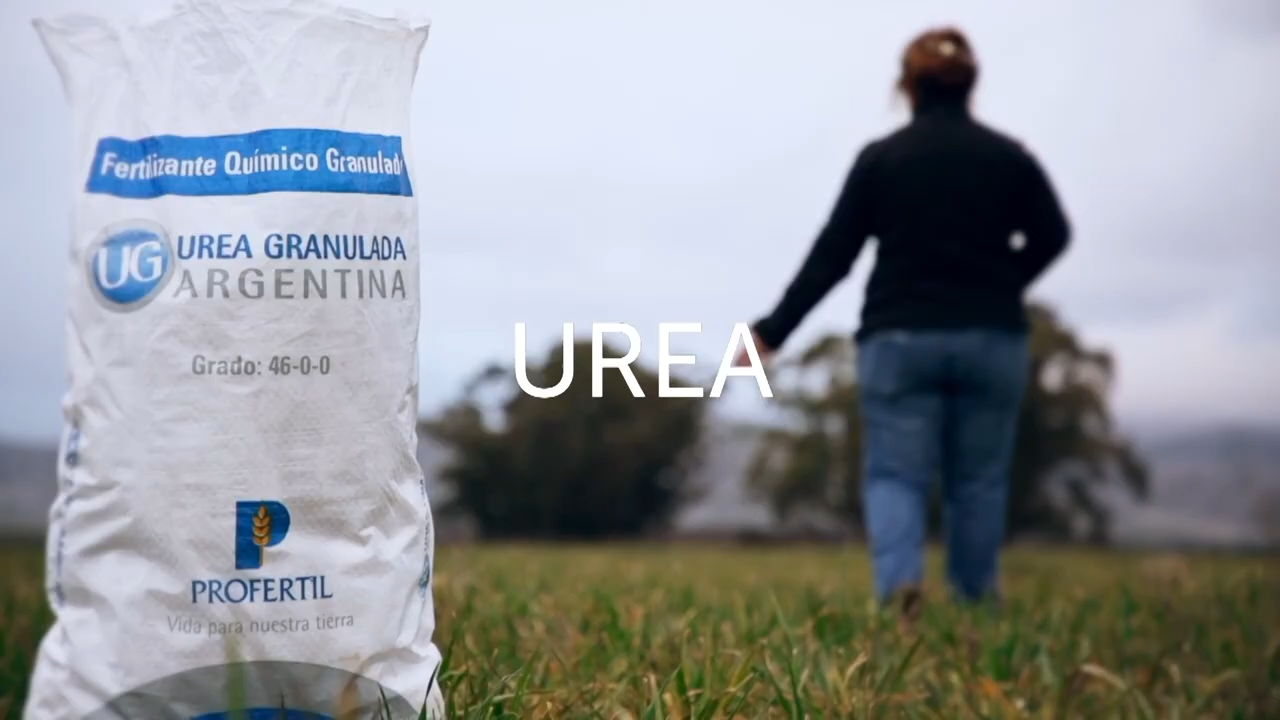 Fertilizante Químico Granulado
UG
UREA GRANULADA
ARGENTINA
Grado: 46-0-0
UREA
PROFERTIL
Vida para nuestra tierra